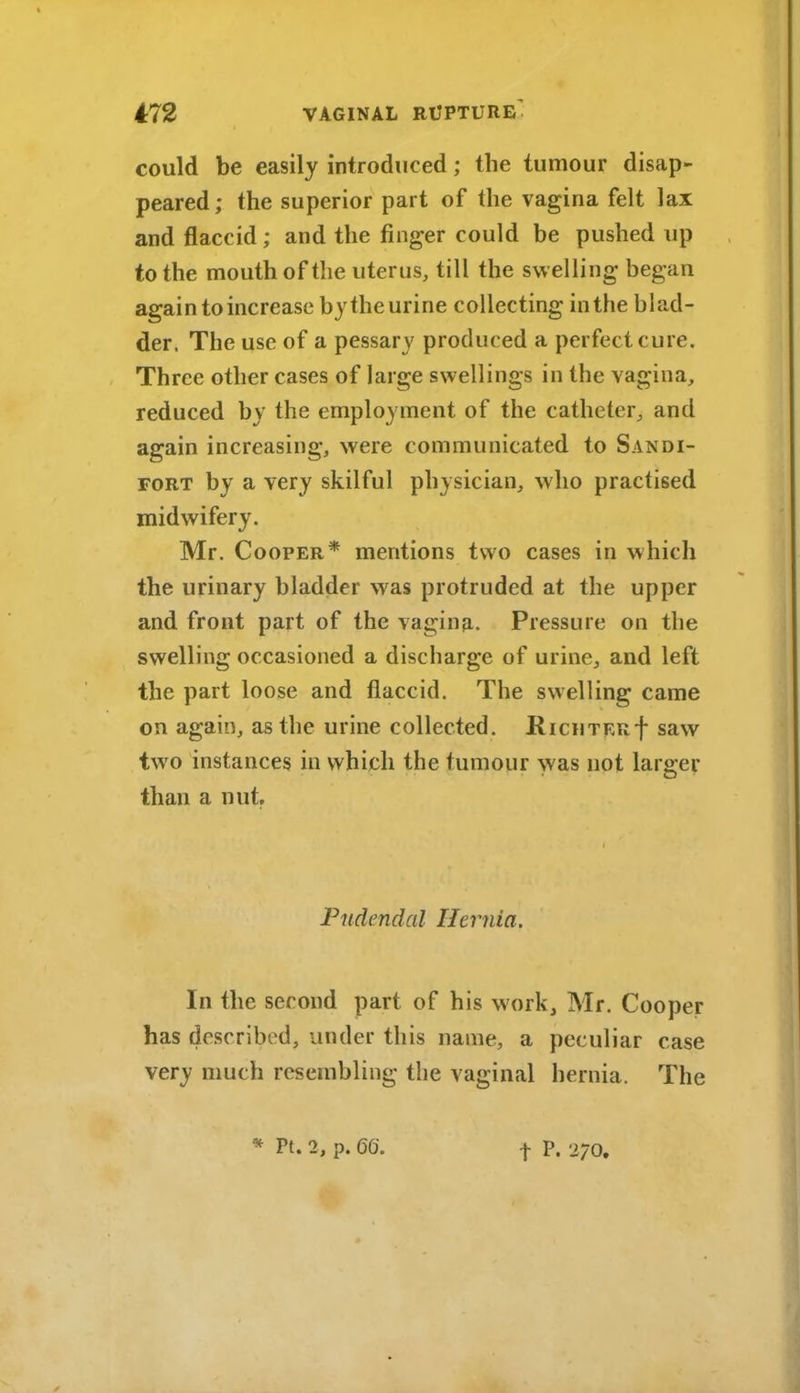 472 VAGINAL RUPTURE.
could be easily introduced; the tumour disap-
peared; the superior part of the vagina felt lax
and flaccid; and the finger could be pushed up
to the mouth of the uterus, till the swelling began
again to increase by the urine collecting in the blad-
der. The use of a pessary produced a perfect cure.
Three other cases of large swellings in the vagina,
reduced by the employment of the catheter, and
again increasing, were communicated to SANDI-
FORT by a very skilful physician, who practised
midwifery.
Mr. COOPER* mentions two cases in which
the urinary bladder was protruded at the upper
and front part of the vagina. Pressure on the
swelling occasioned a discharge of urine, and left
the part loose and flaccid. The swelling came
on again, as the urine collected. RICHTER† saw
two instances in which the tumour was not larger
than a nut.
Pudendal Hernia.
In the second part of his work, Mr. Cooper
has described, under this name, a peculiar case
very much resembling the vaginal hernia. The
* Pt. 2, p. 66. † P. 270.